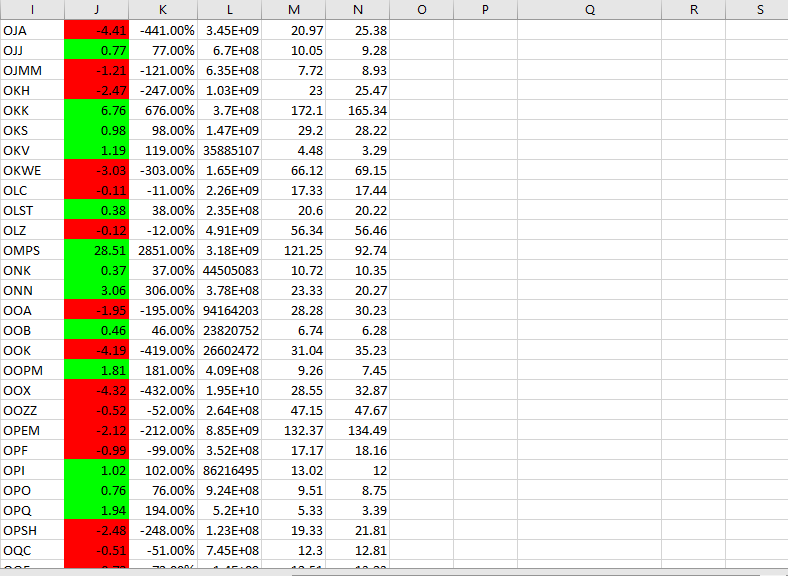 I J K L M N O P Q R S
OJA -4.41 -441.00% 3.45E+09 20.97 25.38
OJJ 0.77 77.00% 6.7E+08 10.05 9.28
OJMM -1.21 -121.00% 6.35E+08 7.72 8.93
OKH -2.47 -247.00% 1.03E+09 23 25.47
OKK 6.76 676.00% 3.7E+08 172.1 165.34
OKS 0.98 98.00% 1.47E+09 29.2 28.22
OKV 1.19 119.00% 35885107 4.48 3.29
OKWE -3.03 -303.00% 1.65E+09 66.12 69.15
OLC -0.11 -11.00% 2.26E+09 17.33 17.44
OLST 0.38 38.00% 2.35E+08 20.6 20.22
OLZ -0.12 -12.00% 4.91E+09 56.34 56.46
OMPS 28.51 2851.00% 3.18E+09 121.25 92.74
ONK 0.37 37.00% 44505083 10.72 10.35
ONN 3.06 306.00% 3.78E+08 23.33 20.27
OOA -1.95 -195.00% 94164203 28.28 30.23
OOB 0.46 46.00% 23820752 6.74 6.28
OOK -4.19 -419.00% 26602472 31.04 35.23
OOPM 1.81 181.00% 4.09E+08 9.26 7.45
OOX -4.32 -432.00% 1.95E+10 28.55 32.87
OOZZ -0.52 -52.00% 2.64E+08 47.15 47.67
OPEM -2.12 -212.00% 8.85E+09 132.37 134.49
OPF -0.99 -99.00% 3.52E+08 17.17 18.16
OPI 1.02 102.00% 86216495 13.02 12
OPO 0.76 76.00% 9.24E+08 9.51 8.75
OPQ 1.94 194.00% 5.2E+10 5.33 3.39
OPSH -2.48 -248.00% 1.23E+08 19.33 21.81
OQC -0.51 -51.00% 7.45E+08 12.3 12.81